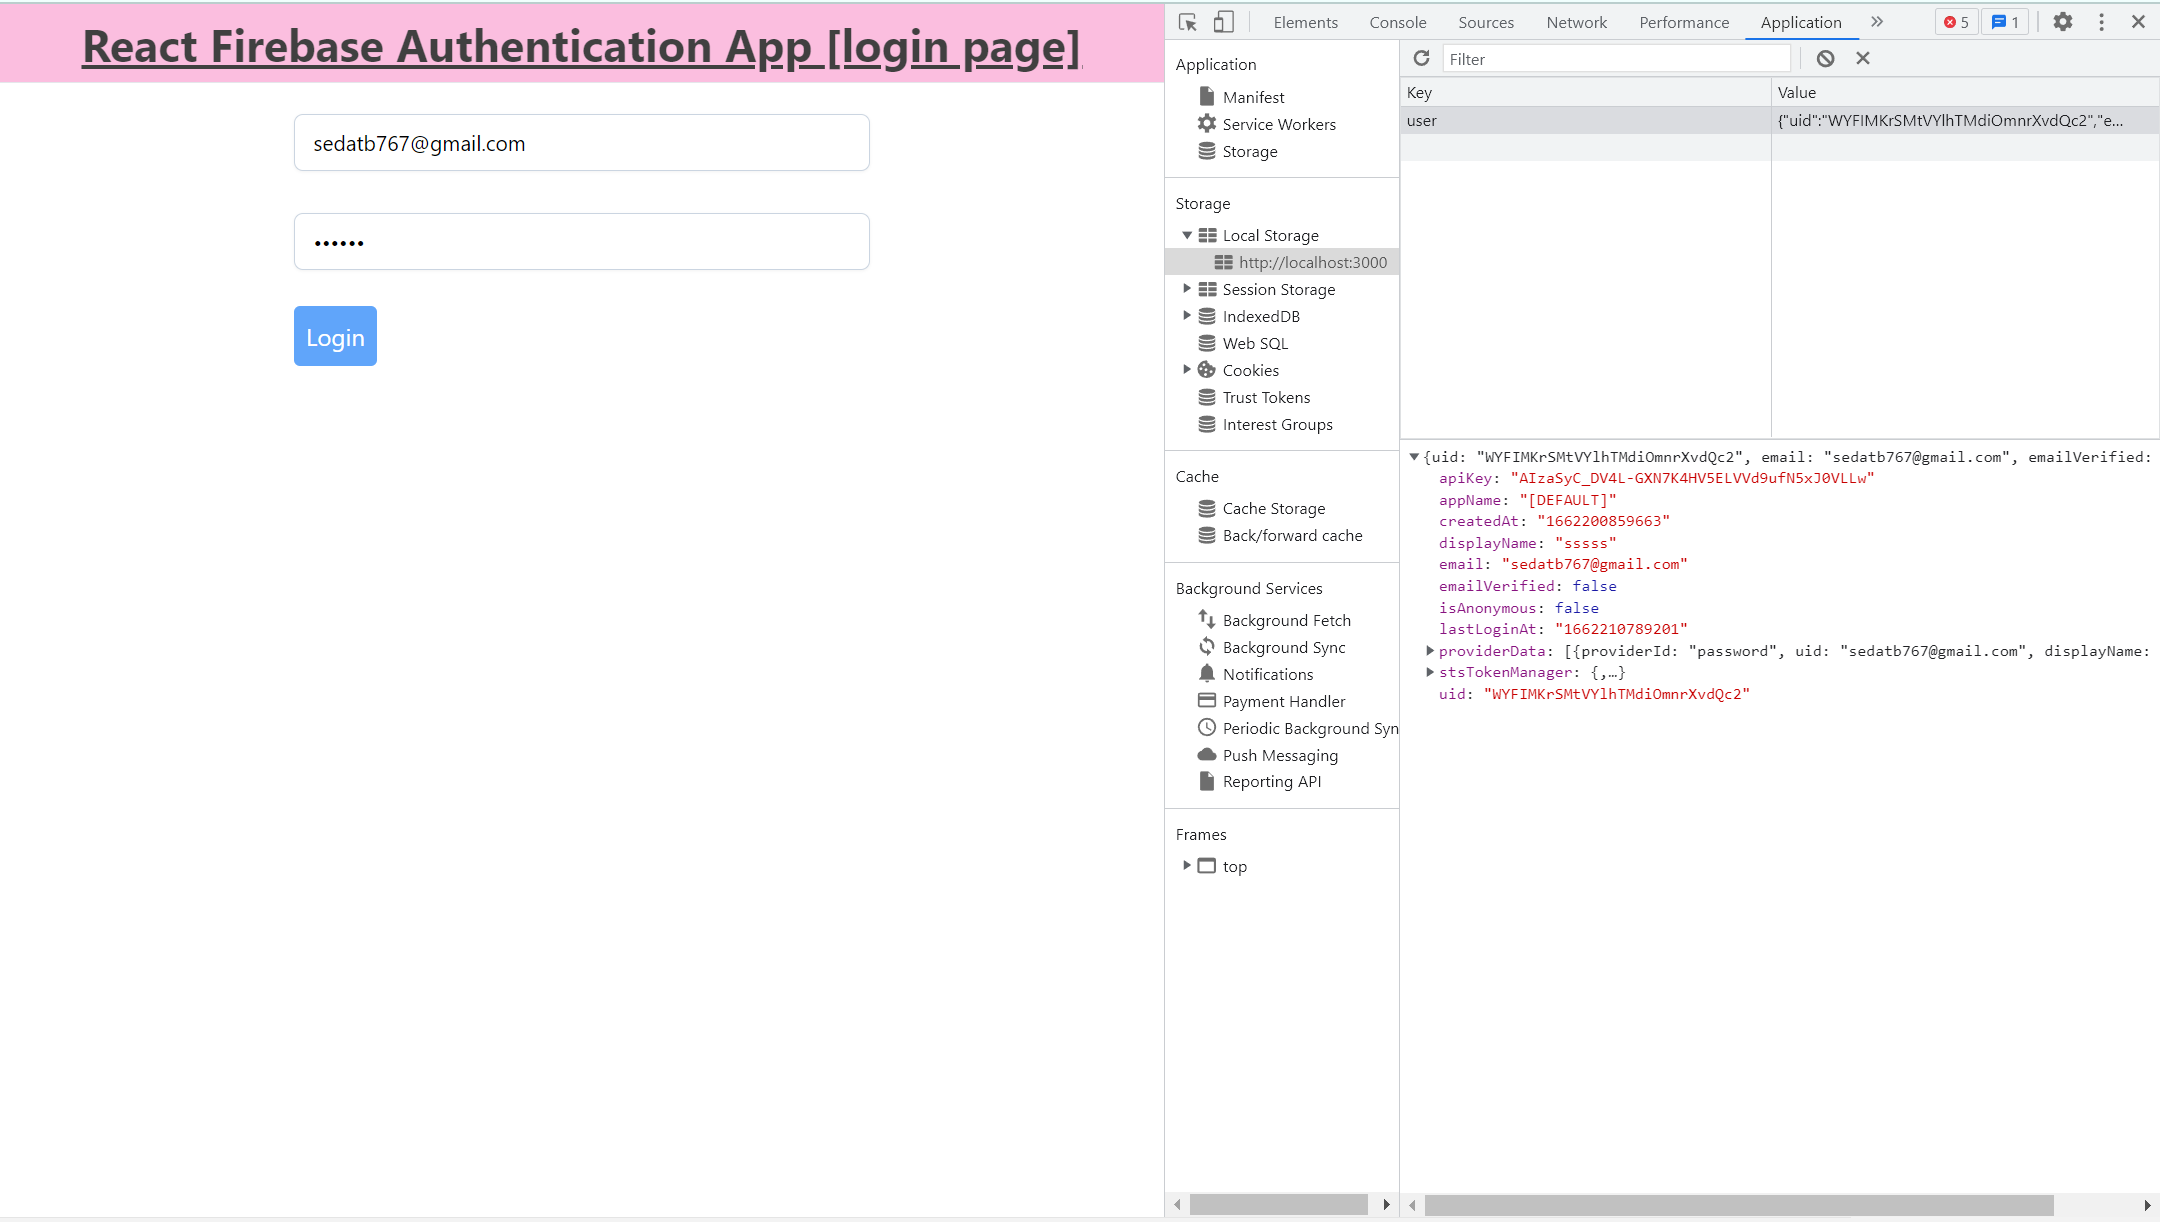 React Firebase Authentication App [login page]
sedatb767@gmail.com
••••••
Login
Elements Console Sources Network Performance Application 5 1
Application
Manifest
Service Workers
Storage
Storage
Local Storage
http://localhost:3000
Session Storage
IndexedDB
Web SQL
Cookies
Trust Tokens
Interest Groups
Cache
Cache Storage
Back/forward cache
Background Services
Background Fetch
Background Sync
Notifications
Payment Handler
Periodic Background Syn
Push Messaging
Reporting API
Frames
top
Filter
Key Value
user {"uid":"WYFIMKrSMtVYlhTMdiOmnrXvdQc2","e...
{uid: "WYFIMKrSMtVYlhTMdiOmnrXvdQc2", email: "sedatb767@gmail.com", emailVerified:
apiKey: "AIzaSyC_DV4L-GXN7K4HV5ELVVd9ufN5xJ0VLLw"
appName: "[DEFAULT]"
createdAt: "1662200859663"
displayName: "sssss"
email: "sedatb767@gmail.com"
emailVerified: false
isAnonymous: false
lastLoginAt: "1662210789201"
providerData: [{providerId: "password", uid: "sedatb767@gmail.com", displayName:
stsTokenManager: {,…}
uid: "WYFIMKrSMtVYlhTMdiOmnrXvdQc2"